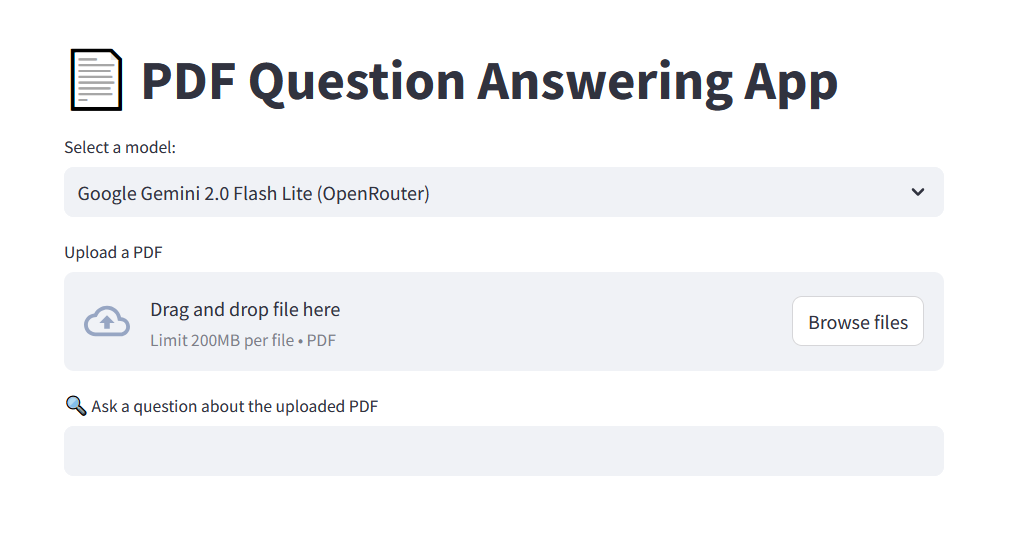 PDF Question Answering App
Select a model:
Google Gemini 2.0 Flash Lite (OpenRouter)
Upload a PDF
Drag and drop file here
Limit 200MB per file • PDF
Browse files
Ask a question about the uploaded PDF